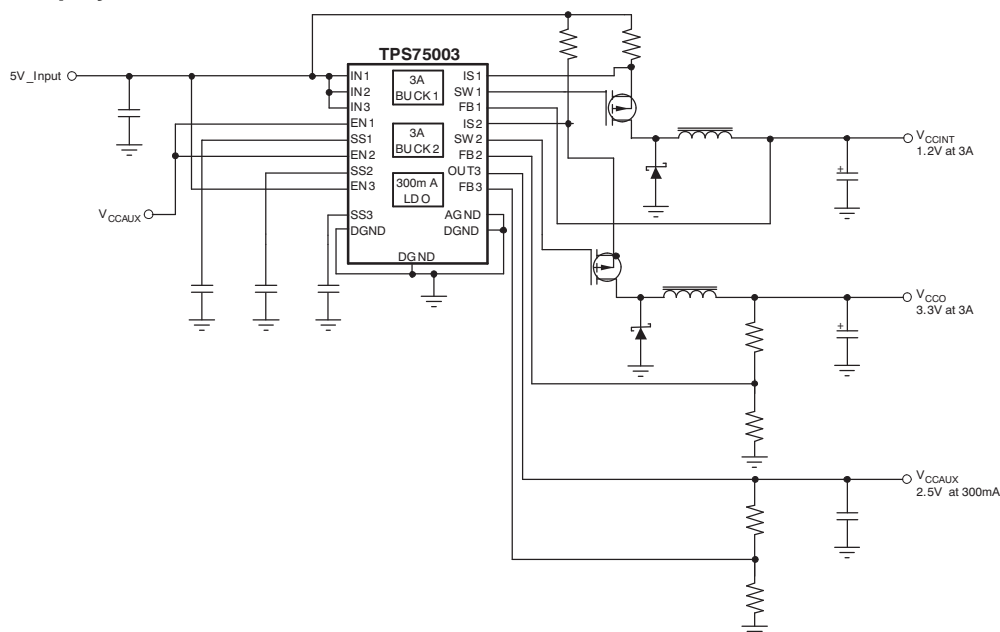 TPS75003
5V_Input
IN1
IN2
IN3
EN1
SS1
EN2
SS2
EN3
SS3
DGND
3A
BUCK1
3A
BUCK2
300m A
LDO
IS1
SW1
FB1
IS2
SW2
FB2
OUT3
FB3
AGND
DGND
DGND
VCCAUX
VCCINT
1.2V at 3A
VCCO
3.3V at 3A
VCCAUX
2.5V at 300mA